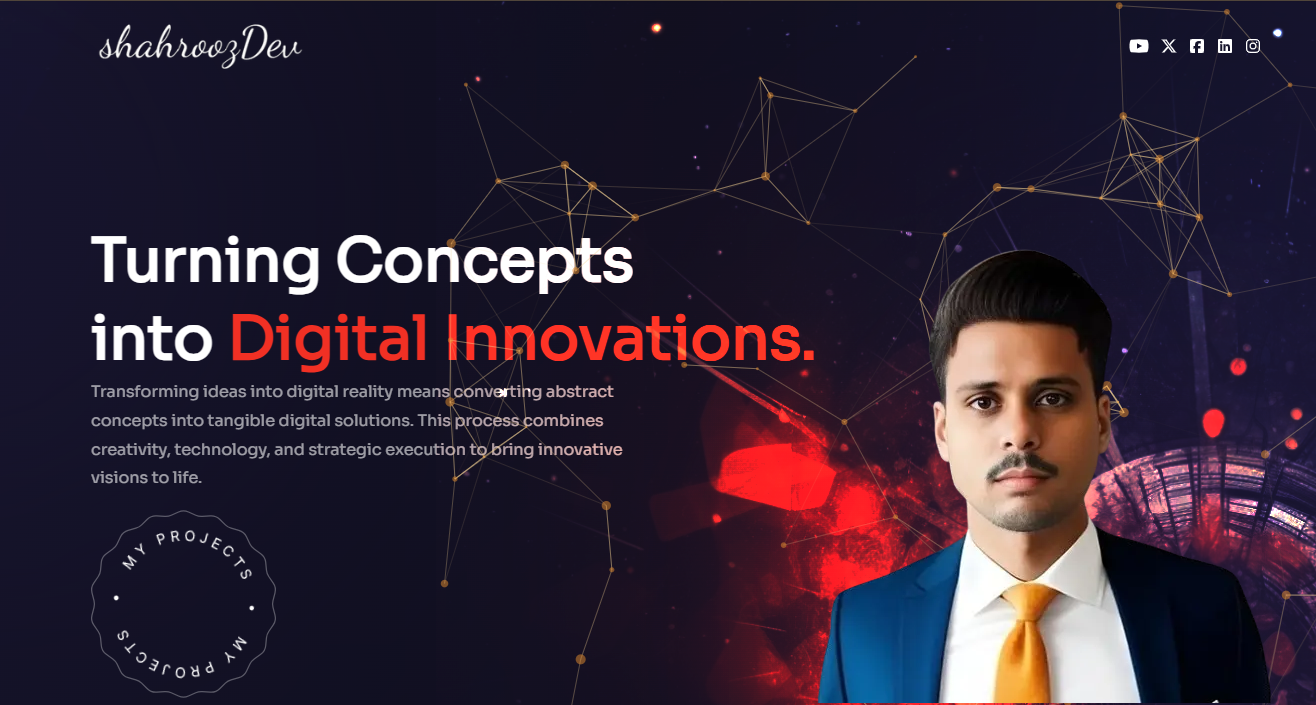 shahroozDev
Turning Concepts
into Digital Innovations.
Transforming ideas into digital reality means converting abstract
concepts into tangible digital solutions. This process combines
creativity, technology, and strategic execution to bring innovative
visions to life.
MY PROJECTS • MY PROJECTS •